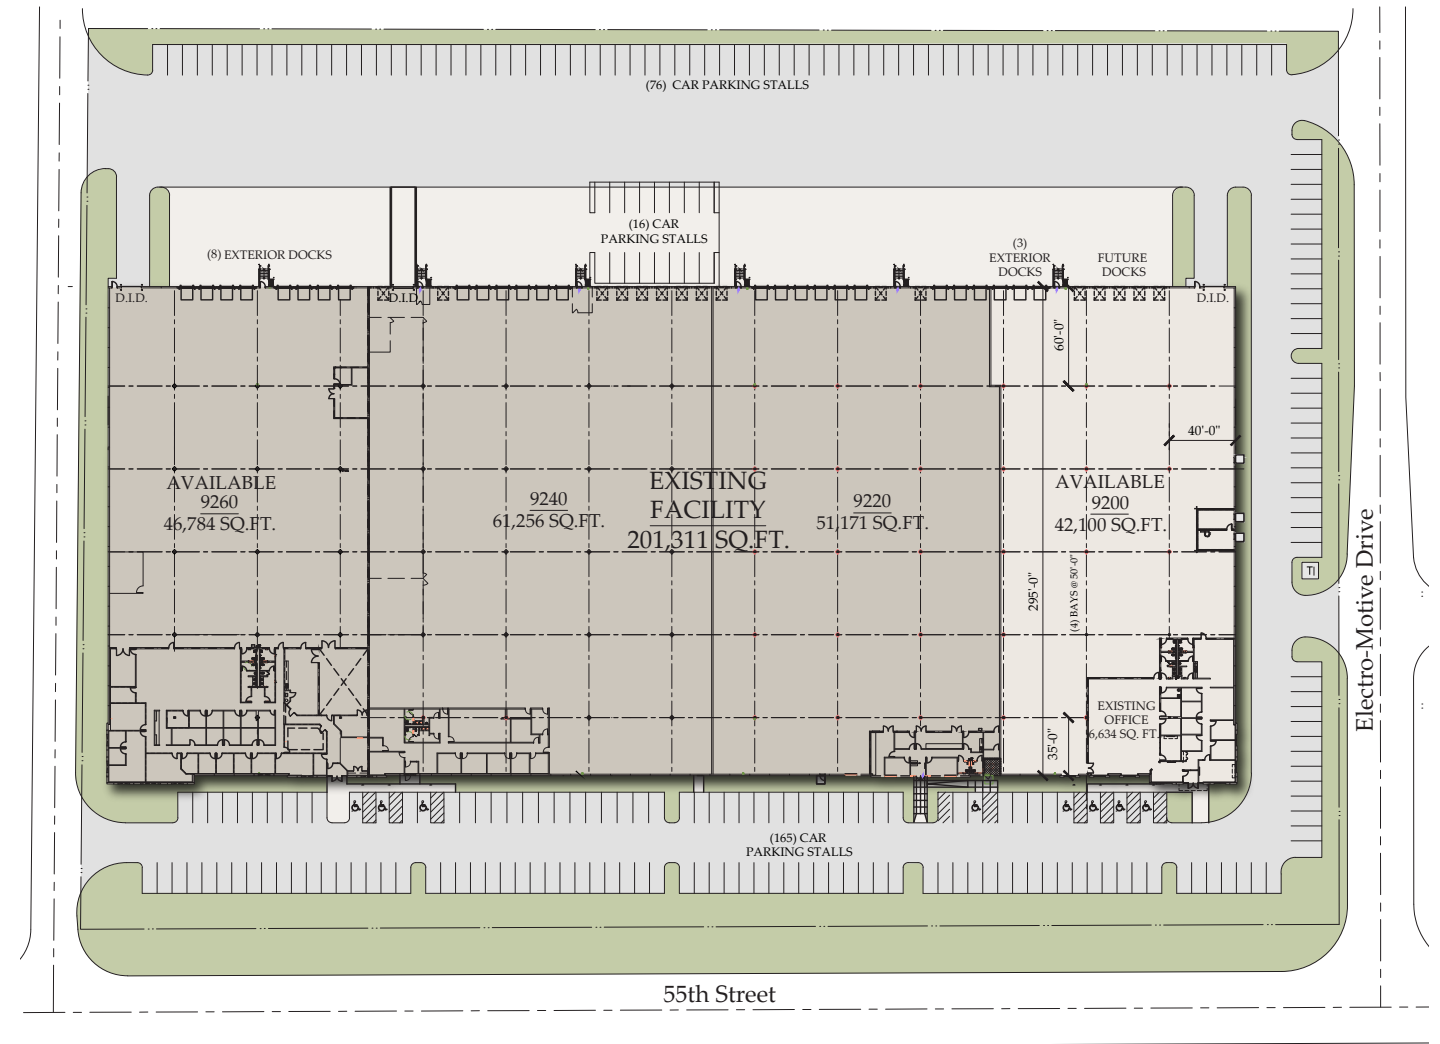 (76) CAR PARKING STALLS
(16) CAR
PARKING STALLS
(8) EXTERIOR DOCKS
(3)
EXTERIOR
DOCKS
FUTURE
DOCKS
D.I.D.
D.I.D.
D.I.D.
60'-0"
40'-0"
AVAILABLE
9260
46,784 SQ.FT.
9240
61,256 SQ.FT.
EXISTING
FACILITY
201,311 SQ.FT.
9220
51,171 SQ.FT.
AVAILABLE
9200
42,100 SQ.FT.
295'-0"
(4) BAYS @ 50'-0"
35'-0"
EXISTING
OFFICE
6,634 SQ. FT.
(165) CAR
PARKING STALLS
Electro-Motive Drive
55th Street